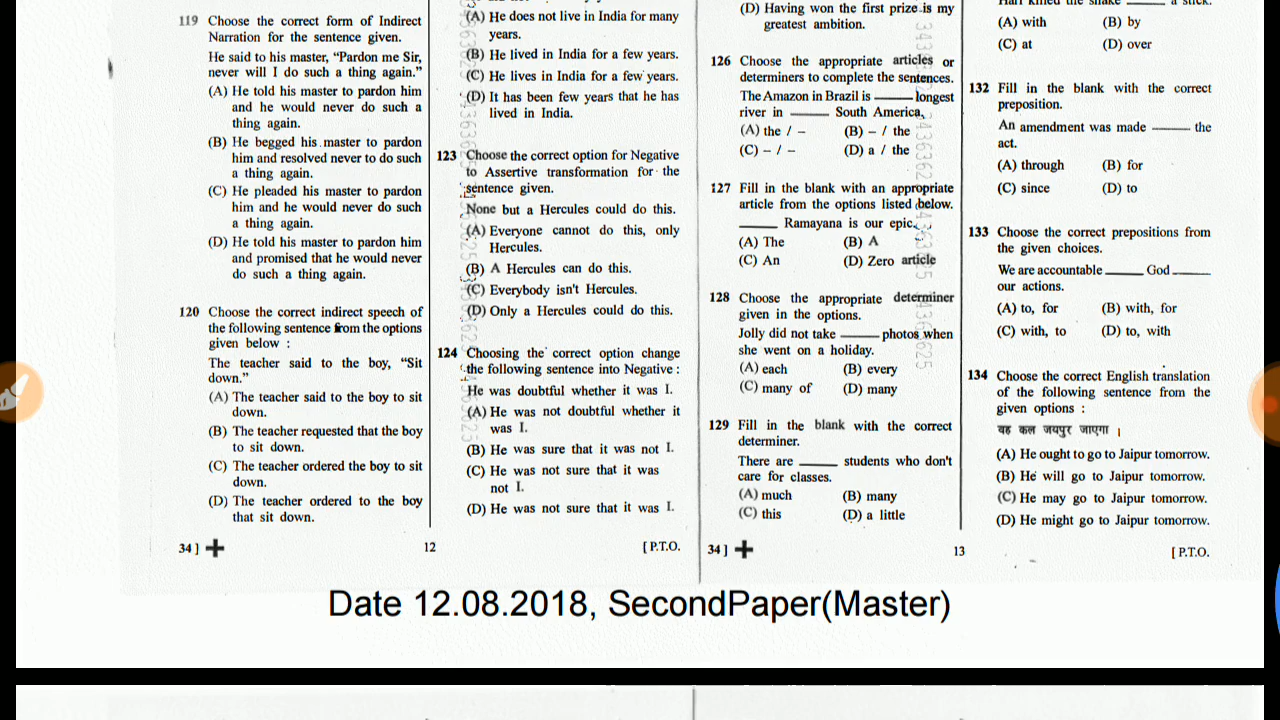 119 Choose the correct form of Indirect
Narration for the sentence given.
He said to his master, “Pardon me Sir,
never will I do such a thing again.”
(A) He told his master to pardon him
and he would never do such a
thing again.
(B) He begged his master to pardon
him and resolved never to do such
a thing again.
(C) He pleaded his master to pardon
him and he would never do such
a thing again.
(D) He told his master to pardon him
and promised that he would never
do such a thing again.
120 Choose the correct indirect speech of
the following sentence from the options
given below :
The teacher said to the boy, “Sit
down.”
(A) The teacher said to the boy to sit
down.
(B) The teacher requested that the boy
to sit down.
(C) The teacher ordered the boy to sit
down.
(D) The teacher ordered to the boy
that sit down.
34 ] 12 [ P.T.O.
(A) He does not live in India for many
years.
(B) He lived in India for a few years.
(C) He lives in India for a few years.
(D) It has been few years that he has
lived in India.
123 Choose the correct option for Negative
to Assertive transformation for the
sentence given.
None but a Hercules could do this.
(A) Everyone cannot do this, only
Hercules.
(B) A Hercules can do this.
(C) Everybody isn't Hercules.
(D) Only a Hercules could do this.
124 Choosing the correct option change
the following sentence into Negative :
He was doubtful whether it was I.
(A) He was not doubtful whether it
was I.
(B) He was sure that it was not I.
(C) He was not sure that it was
not I.
(D) He was not sure that it was I.
(D) Having won the first prize is my
greatest ambition.
126 Choose the appropriate articles or
determiners to complete the sentences.
The Amazon in Brazil is ____ longest
river in ____ South America.
(A) the / – (B) – / the
(C) – / – (D) a / the
127 Fill in the blank with an appropriate
article from the options listed below.
____ Ramayana is our epic.
(A) The (B) A
(C) An (D) Zero article
128 Choose the appropriate determiner
given in the options.
Jolly did not take ____ photos when
she went on a holiday.
(A) each (B) every
(C) many of (D) many
129 Fill in the blank with the correct
determiner.
There are ____ students who don't
care for classes.
(A) much (B) many
(C) this (D) a little
34 ] 13 [ P.T.O.
(A) with (B) by
(C) at (D) over
132 Fill in the blank with the correct
preposition.
An amendment was made ____ the
act.
(A) through (B) for
(C) since (D) to
133 Choose the correct prepositions from
the given choices.
We are accountable ____ God ____
our actions.
(A) to, for (B) with, for
(C) with, to (D) to, with
134 Choose the correct English translation
of the following sentence from the
given options :
वह कल जयपुर जाएगा ।
(A) He ought to go to Jaipur tomorrow.
(B) He will go to Jaipur tomorrow.
(C) He may go to Jaipur tomorrow.
(D) He might go to Jaipur tomorrow.
Date 12.08.2018, SecondPaper(Master)